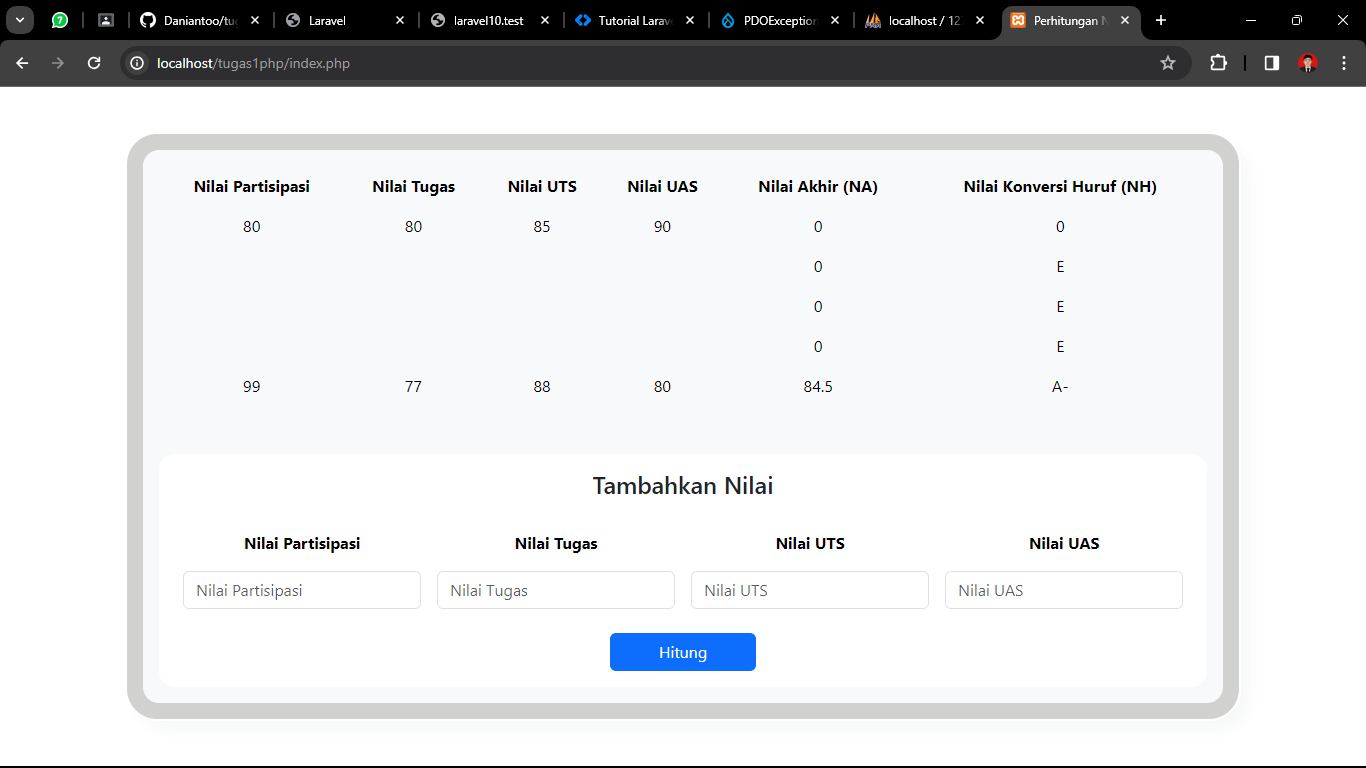 Daniantoo/tug
Laravel
laravel10.test
Tutorial Larave
PDOException
localhost / 127
Perhitungan N
localhost/tugas1php/index.php
Nilai Partisipasi Nilai Tugas Nilai UTS Nilai UAS Nilai Akhir (NA) Nilai Konversi Huruf (NH)
80 80 85 90 0 0
0 E
0 E
0 E
99 77 88 80 84.5 A-
Tambahkan Nilai
Nilai Partisipasi Nilai Tugas Nilai UTS Nilai UAS
Nilai Partisipasi Nilai Tugas Nilai UTS Nilai UAS
Hitung